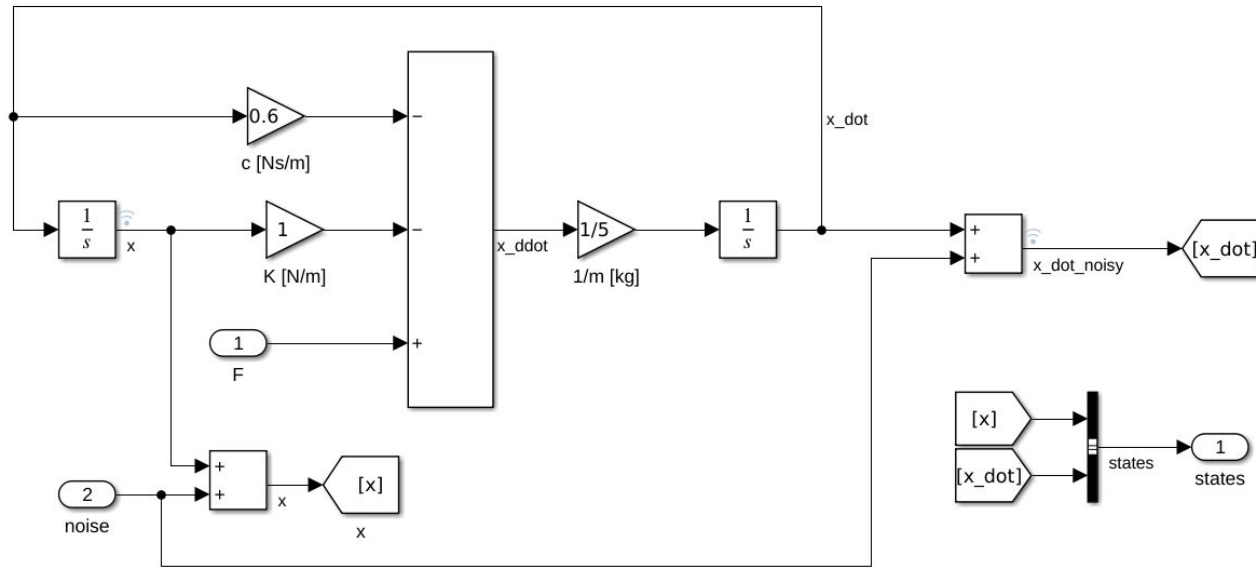 x_dot
0.6
−
c [Ns/m]
1
s
x
1
K [N/m]
−
x_ddot
1/5
1/m [kg]
1
s
+
+
x_dot_noisy
[x_dot]
1
F
+
[x]
[x_dot]
states
1
states
2
noise
+
+
x
[x]
x